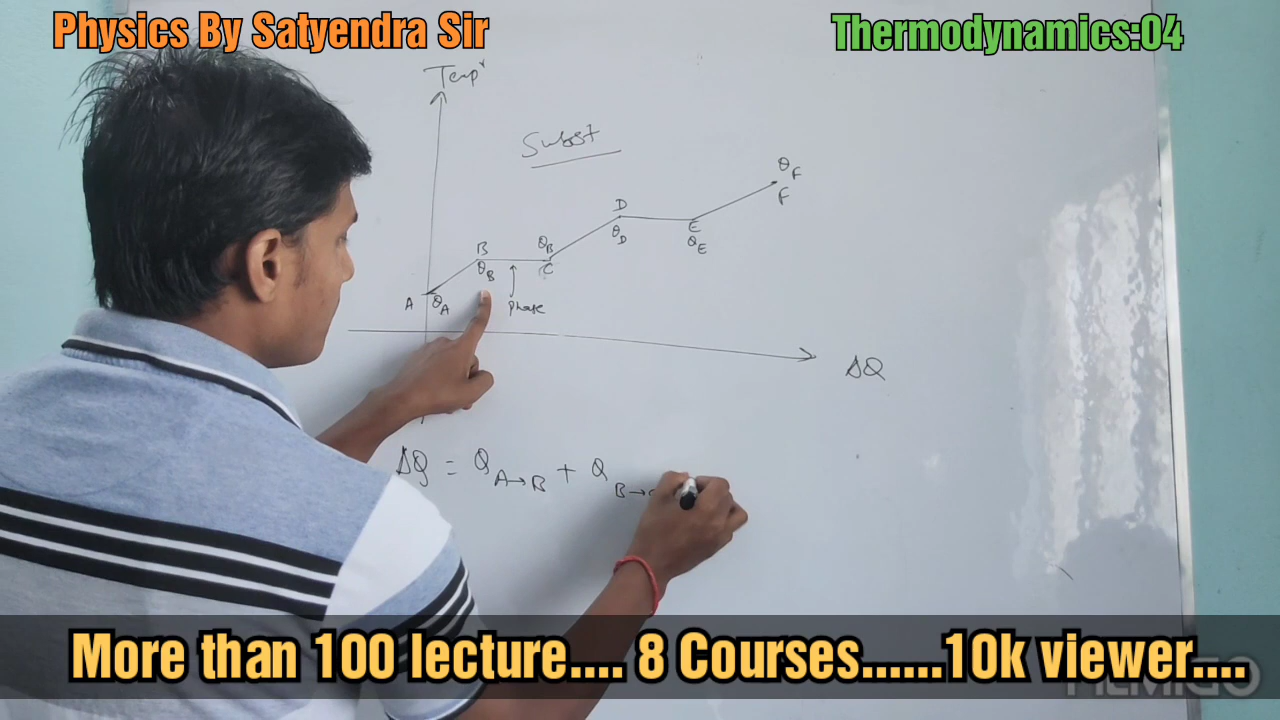 Physics By Satyendra Sir
Thermodynamics:04
Temp
Subst
θF
F
D
θD
E
θE
B
θB
θB
C
A
θA
phase
ΔQ
ΔQ = QA→B + QB→
More than 100 lecture.... 8 Courses......10k viewer....